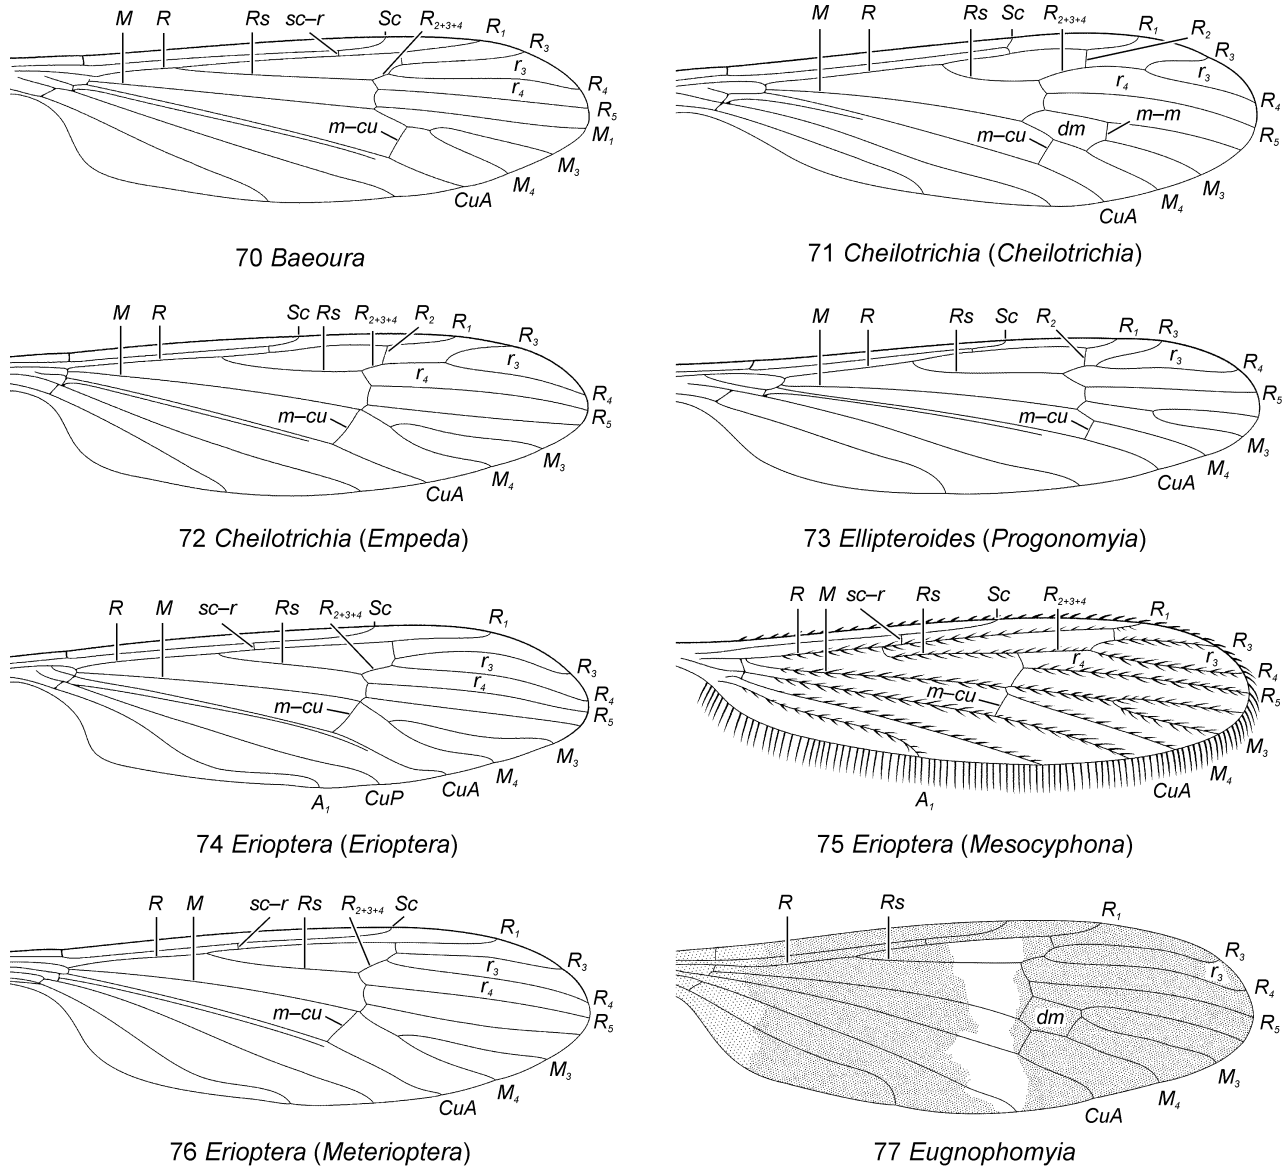 M R Rs sc–r Sc R2+3+4 R1 R3
r3
r4 R4
R5
m–cu M1
M3
M4
CuA
70 Baeoura
M R Rs Sc R2+3+4 R1 R2
R3
r3
r4
R4
m–m
dm R5
m–cu
M3
M4
CuA
71 Cheilotrichia (Cheilotrichia)
M R Sc Rs R2+3+4 R2 R1
R3
r3
r4
R4
m–cu R5
M3
M4
CuA
72 Cheilotrichia (Empeda)
M R Rs Sc R2 R1 R3
r3
R4
R5
m–cu
M3
M4
CuA
73 Ellipteroides (Progonomyia)
R M sc–r Rs R2+3+4 Sc
R1
r3 R3
r4
R4
m–cu R5
M3
M4
A1 CuP CuA
74 Erioptera (Erioptera)
R M sc–r Rs Sc R2+3+4
R1
R3
r4 r3
R4
m–cu R5
M3
M4
CuA
A1
75 Erioptera (Mesocyphona)
R M sc–r Rs R2+3+4 Sc
R1
R3
r3
r4
R4
m–cu R5
M3
M4
CuA
76 Erioptera (Meterioptera)
R Rs R1
R3
r3
R4
dm R5
M3
M4
CuA
77 Eugnophomyia